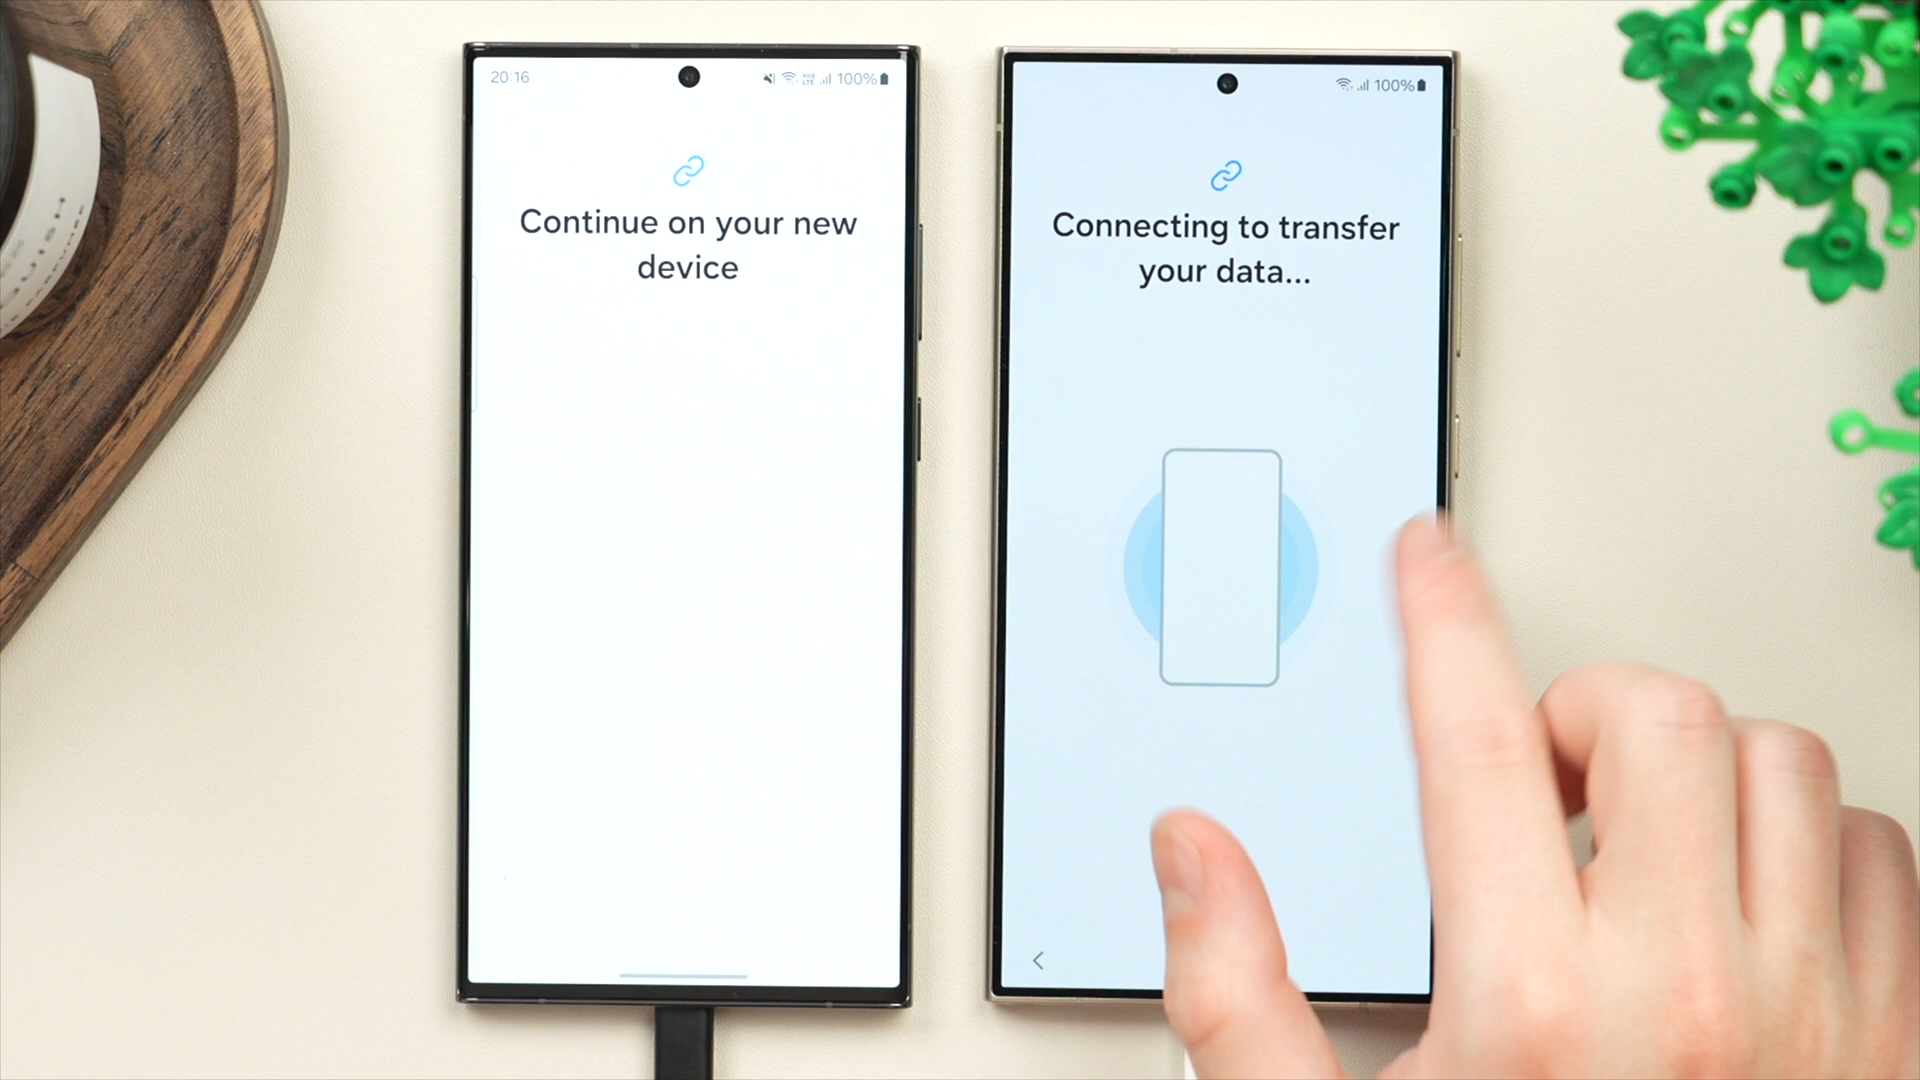 20:16
100%
Continue on your new
device
100%
Connecting to transfer
your data...